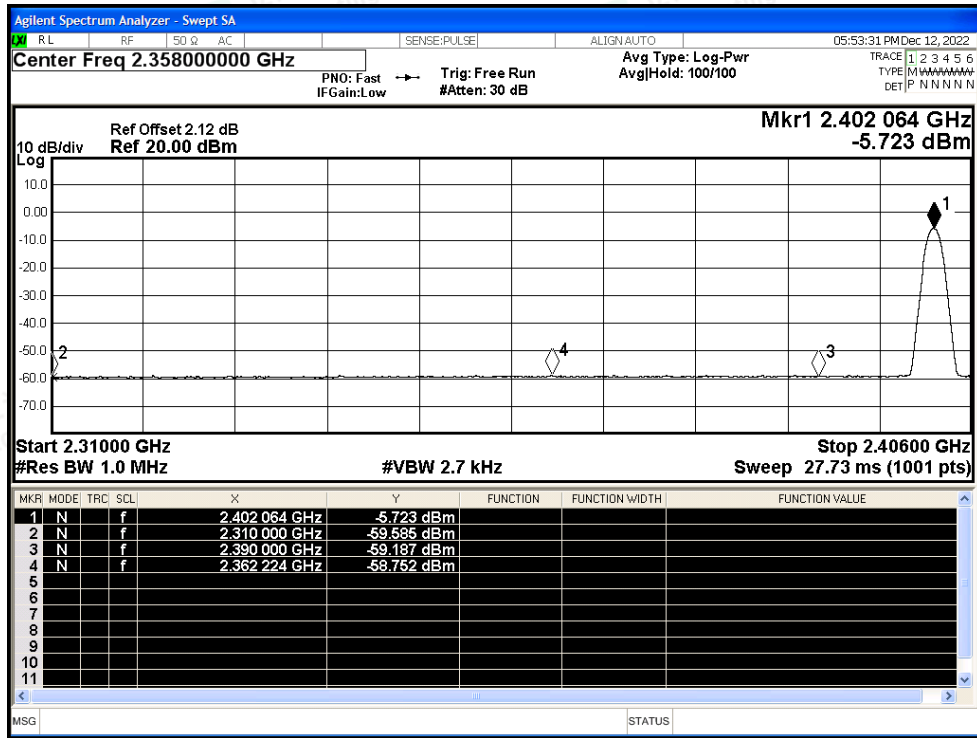 Agilent Spectrum Analyzer - Swept SA
LXI RL RF 50 Ω AC SENSE:PULSE ALIGN AUTO 05:53:31 PM Dec 12, 2022
Center Freq 2.358000000 GHz
PNO: Fast
IFGain:Low
Trig: Free Run
#Atten: 30 dB
Avg Type: Log-Pwr
Avg|Hold: 100/100
TRACE 1 2 3 4 5 6
TYPE M
DET P N N N N N
Ref Offset 2.12 dB
10 dB/div Ref 20.00 dBm
Log
Mkr1 2.402 064 GHz
-5.723 dBm
10.0
0.00
-10.0
-20.0
-30.0
-40.0
-50.0
-60.0
-70.0
1
2
4
3
Start 2.31000 GHz Stop 2.40600 GHz
#Res BW 1.0 MHz #VBW 2.7 kHz Sweep 27.73 ms (1001 pts)
MKR MODE TRC SCL X Y FUNCTION FUNCTION WIDTH FUNCTION VALUE
1 N f 2.402 064 GHz -5.723 dBm
2 N f 2.310 000 GHz -59.585 dBm
3 N f 2.390 000 GHz -59.187 dBm
4 N f 2.362 224 GHz -58.752 dBm
5
6
7
8
9
10
11
MSG STATUS